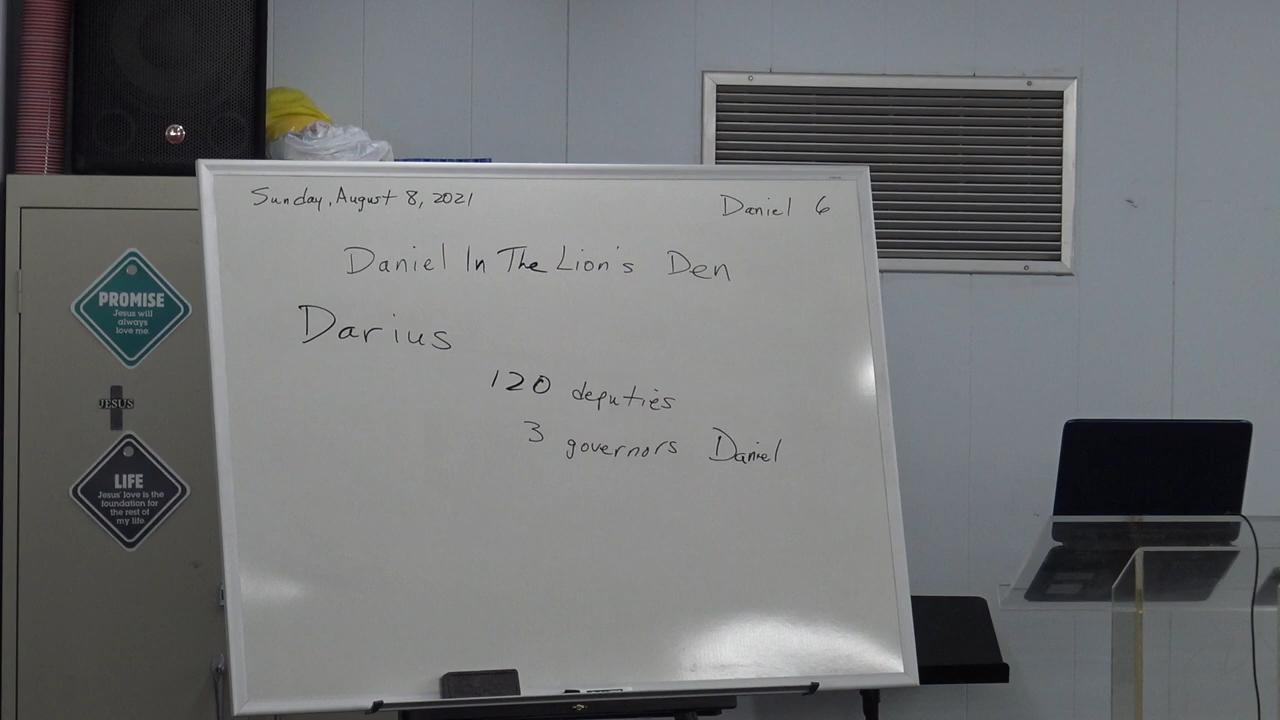 Sunday, August 8, 2021
Daniel 6
Daniel In The Lion's Den
Darius
120 deputies
3 governors Daniel
PROMISE
Jesus will
always
love me.
JESUS
LIFE
Jesus' love is the
foundation for
the rest of
my life.